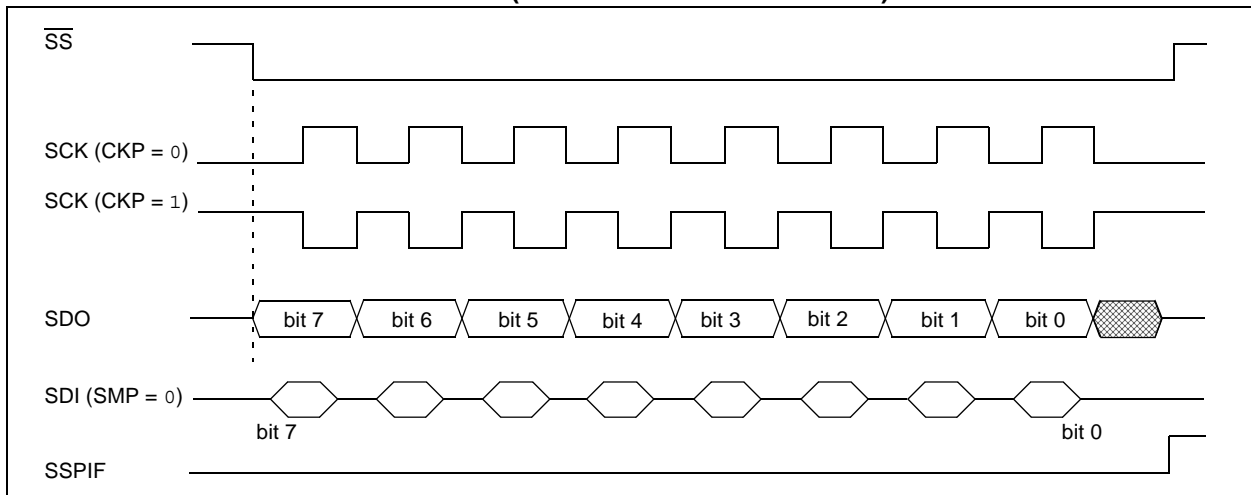 SS
SCK (CKP = 0)
SCK (CKP = 1)
SDO
bit 7 bit 6 bit 5 bit 4 bit 3 bit 2 bit 1 bit 0
SDI (SMP = 0)
bit 7 bit 0
SSPIF